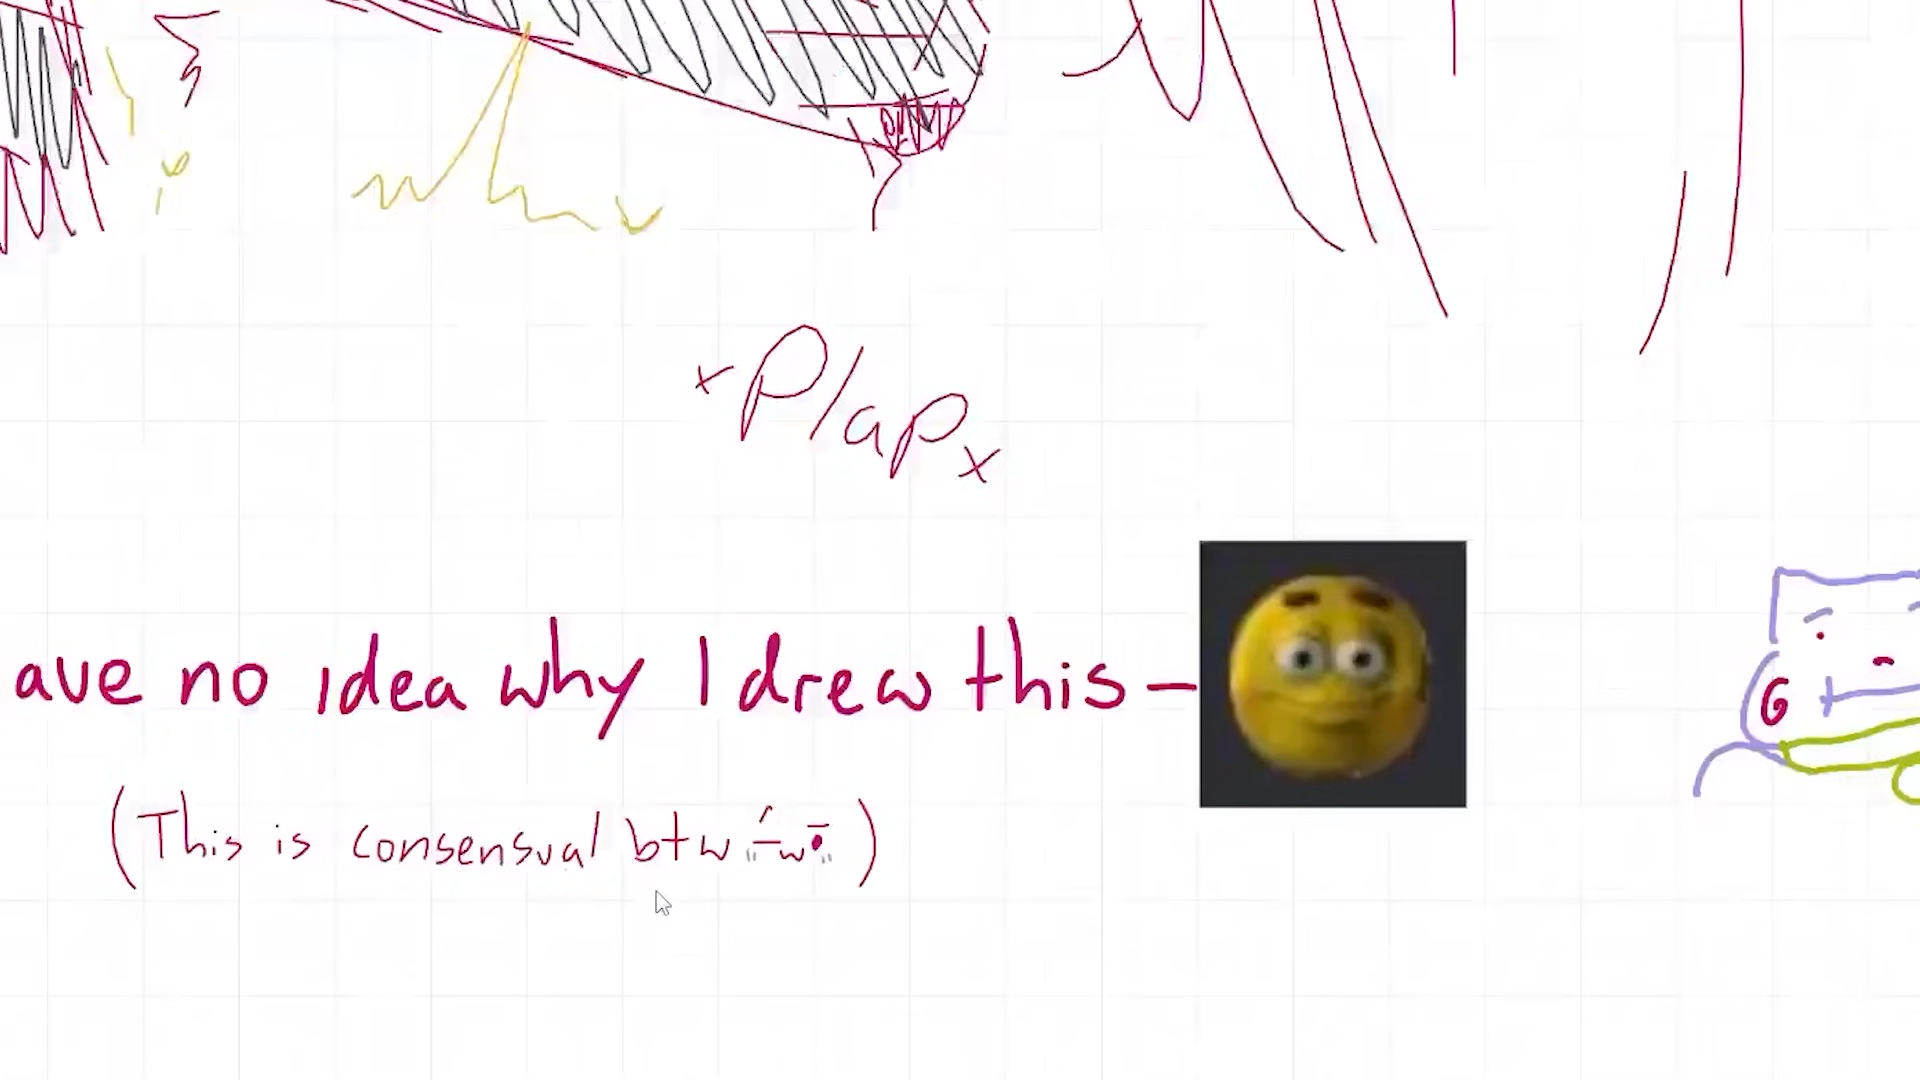 x Plap x
ave no idea why I drew this -
(This is consensual btw -w•)
G